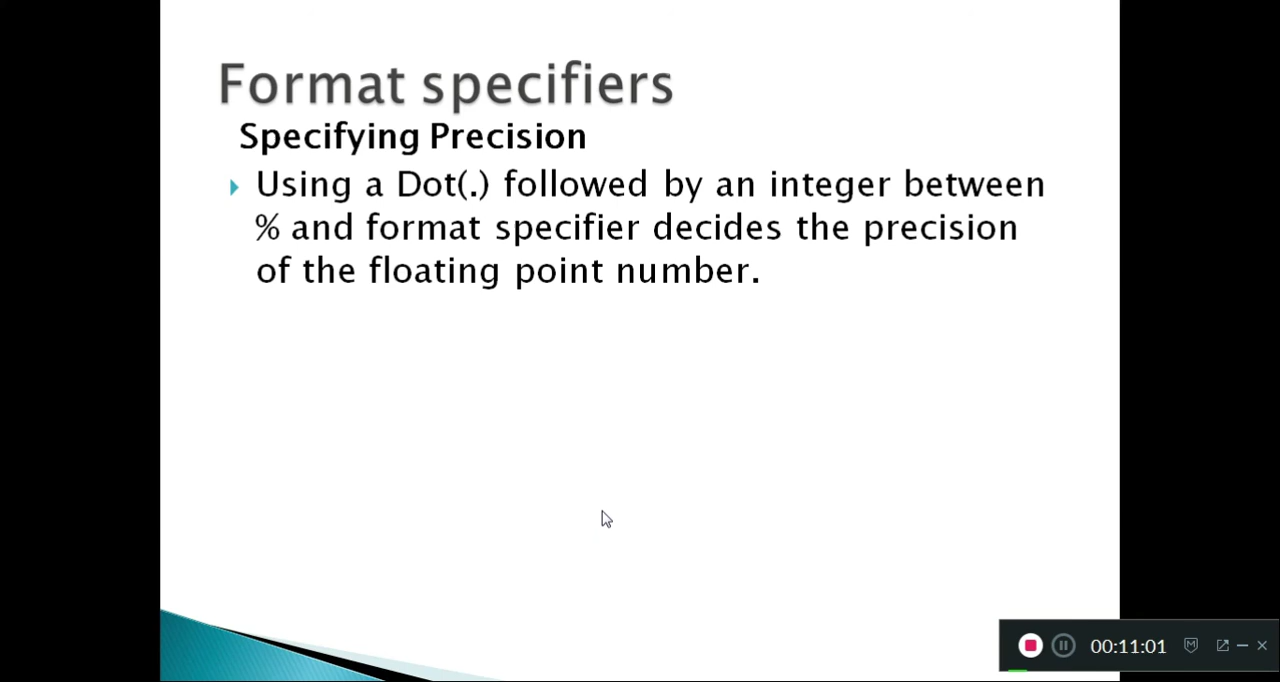 Format specifiers
Specifying Precision
Using a Dot(.) followed by an integer between
% and format specifier decides the precision
of the floating point number.
00:11:01